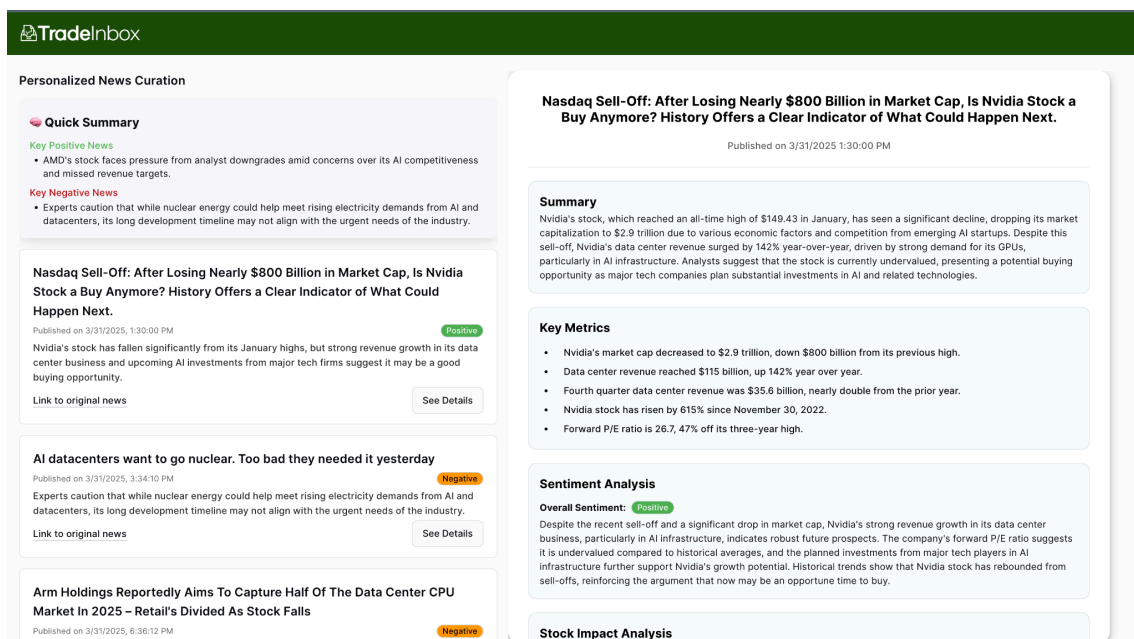 TradeInbox
Personalized News Curation
Quick Summary
Key Positive News
• AMD's stock faces pressure from analyst downgrades amid concerns over its AI competitiveness
and missed revenue targets.
Key Negative News
• Experts caution that while nuclear energy could help meet rising electricity demands from AI and
datacenters, its long development timeline may not align with the urgent needs of the industry.
Nasdaq Sell-Off: After Losing Nearly $800 Billion in Market Cap, Is Nvidia
Stock a Buy Anymore? History Offers a Clear Indicator of What Could
Happen Next.
Published on 3/31/2025, 1:30:00 PM
Positive
Nvidia's stock has fallen significantly from its January highs, but strong revenue growth in its data
center business and upcoming AI investments from major tech firms suggest it may be a good
buying opportunity.
Link to original news
See Details
AI datacenters want to go nuclear. Too bad they needed it yesterday
Published on 3/31/2025, 3:34:10 PM
Negative
Experts caution that while nuclear energy could help meet rising electricity demands from AI and
datacenters, its long development timeline may not align with the urgent needs of the industry.
Link to original news
See Details
Arm Holdings Reportedly Aims To Capture Half Of The Data Center CPU
Market In 2025 – Retail's Divided As Stock Falls
Published on 3/31/2025, 6:36:12 PM
Negative
Nasdaq Sell-Off: After Losing Nearly $800 Billion in Market Cap, Is Nvidia Stock a
Buy Anymore? History Offers a Clear Indicator of What Could Happen Next.
Published on 3/31/2025 1:30:00 PM
Summary
Nvidia's stock, which reached an all-time high of $149.43 in January, has seen a significant decline, dropping its market
capitalization to $2.9 trillion due to various economic factors and competition from emerging AI startups. Despite this
sell-off, Nvidia's data center revenue surged by 142% year-over-year, driven by strong demand for its GPUs,
particularly in AI infrastructure. Analysts suggest that the stock is currently undervalued, presenting a potential buying
opportunity as major tech companies plan substantial investments in AI and related technologies.
Key Metrics
• Nvidia's market cap decreased to $2.9 trillion, down $800 billion from its previous high.
• Data center revenue reached $115 billion, up 142% year over year.
• Fourth quarter data center revenue was $35.6 billion, nearly double from the prior year.
• Nvidia stock has risen by 615% since November 30, 2022.
• Forward P/E ratio is 26.7, 47% off its three-year high.
Sentiment Analysis
Overall Sentiment: Positive
Despite the recent sell-off and a significant drop in market cap, Nvidia's strong revenue growth in its data center
business, particularly in AI infrastructure, indicates robust future prospects. The company's forward P/E ratio suggests
it is undervalued compared to historical averages, and the planned investments from major tech players in AI
infrastructure further support Nvidia's growth potential. Historical trends show that Nvidia stock has rebounded from
sell-offs, reinforcing the argument that now may be an opportune time to buy.
Stock Impact Analysis